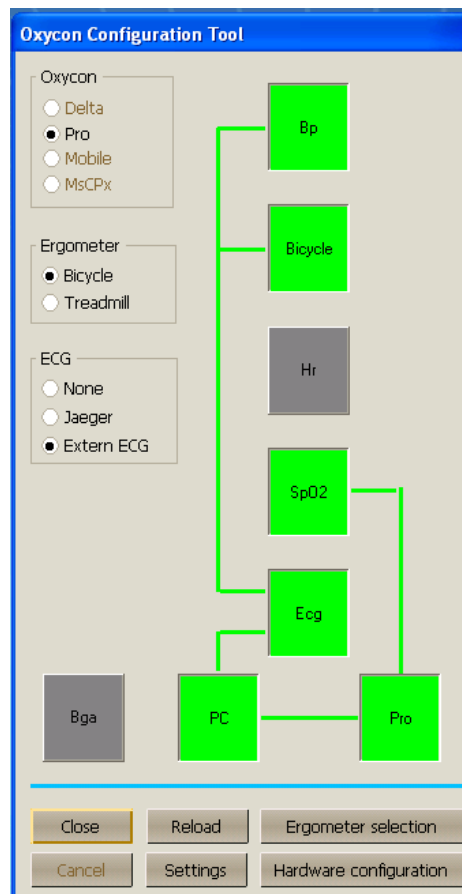 Oxycon Configuration Tool
Oxycon
Delta
Pro
Mobile
MsCPx
Ergometer
Bicycle
Treadmill
ECG
None
Jaeger
Extern ECG
Bp
Bicycle
Hr
SpO2
Ecg
Bga
PC
Pro
Close
Reload
Ergometer selection
Cancel
Settings
Hardware configuration